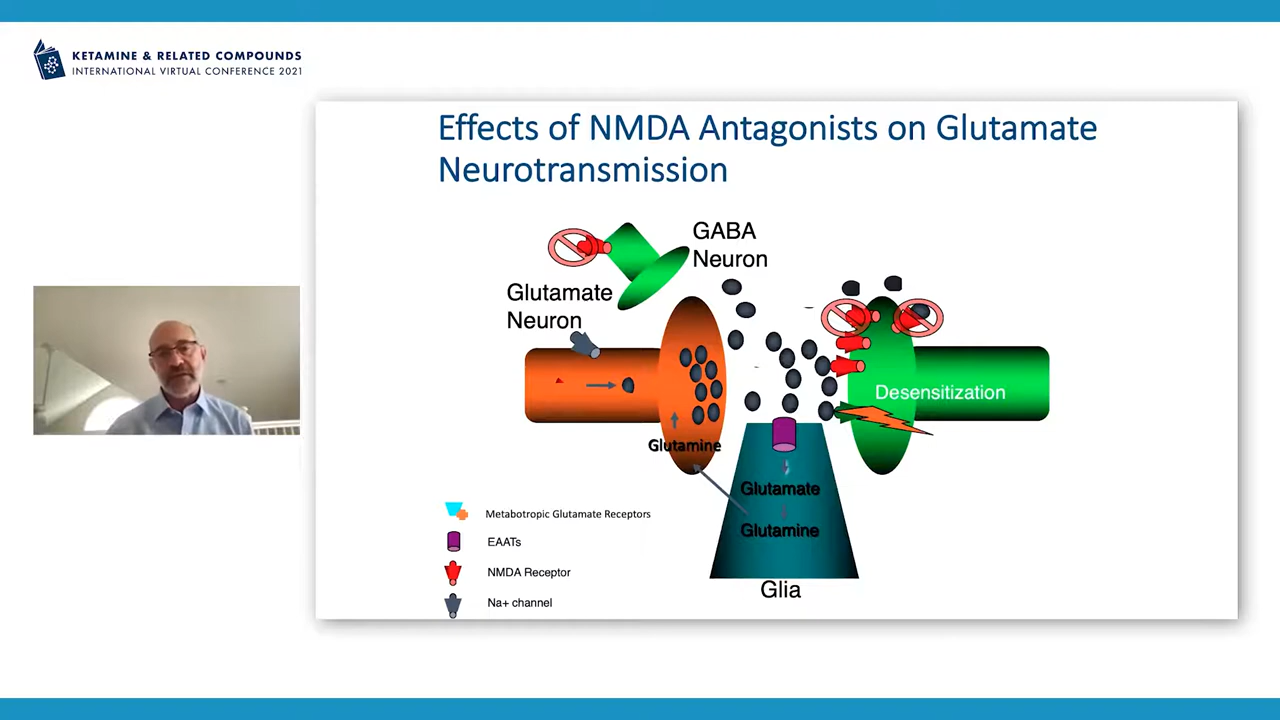 KETAMINE & RELATED COMPOUNDS
INTERNATIONAL VIRTUAL CONFERENCE 2021
Effects of NMDA Antagonists on Glutamate
Neurotransmission
GABA
Neuron
Glutamate
Neuron
Desensitization
Glutamine
Glutamate
Glutamine
Glia
Metabotropic Glutamate Receptors
EAATs
NMDA Receptor
Na+ channel